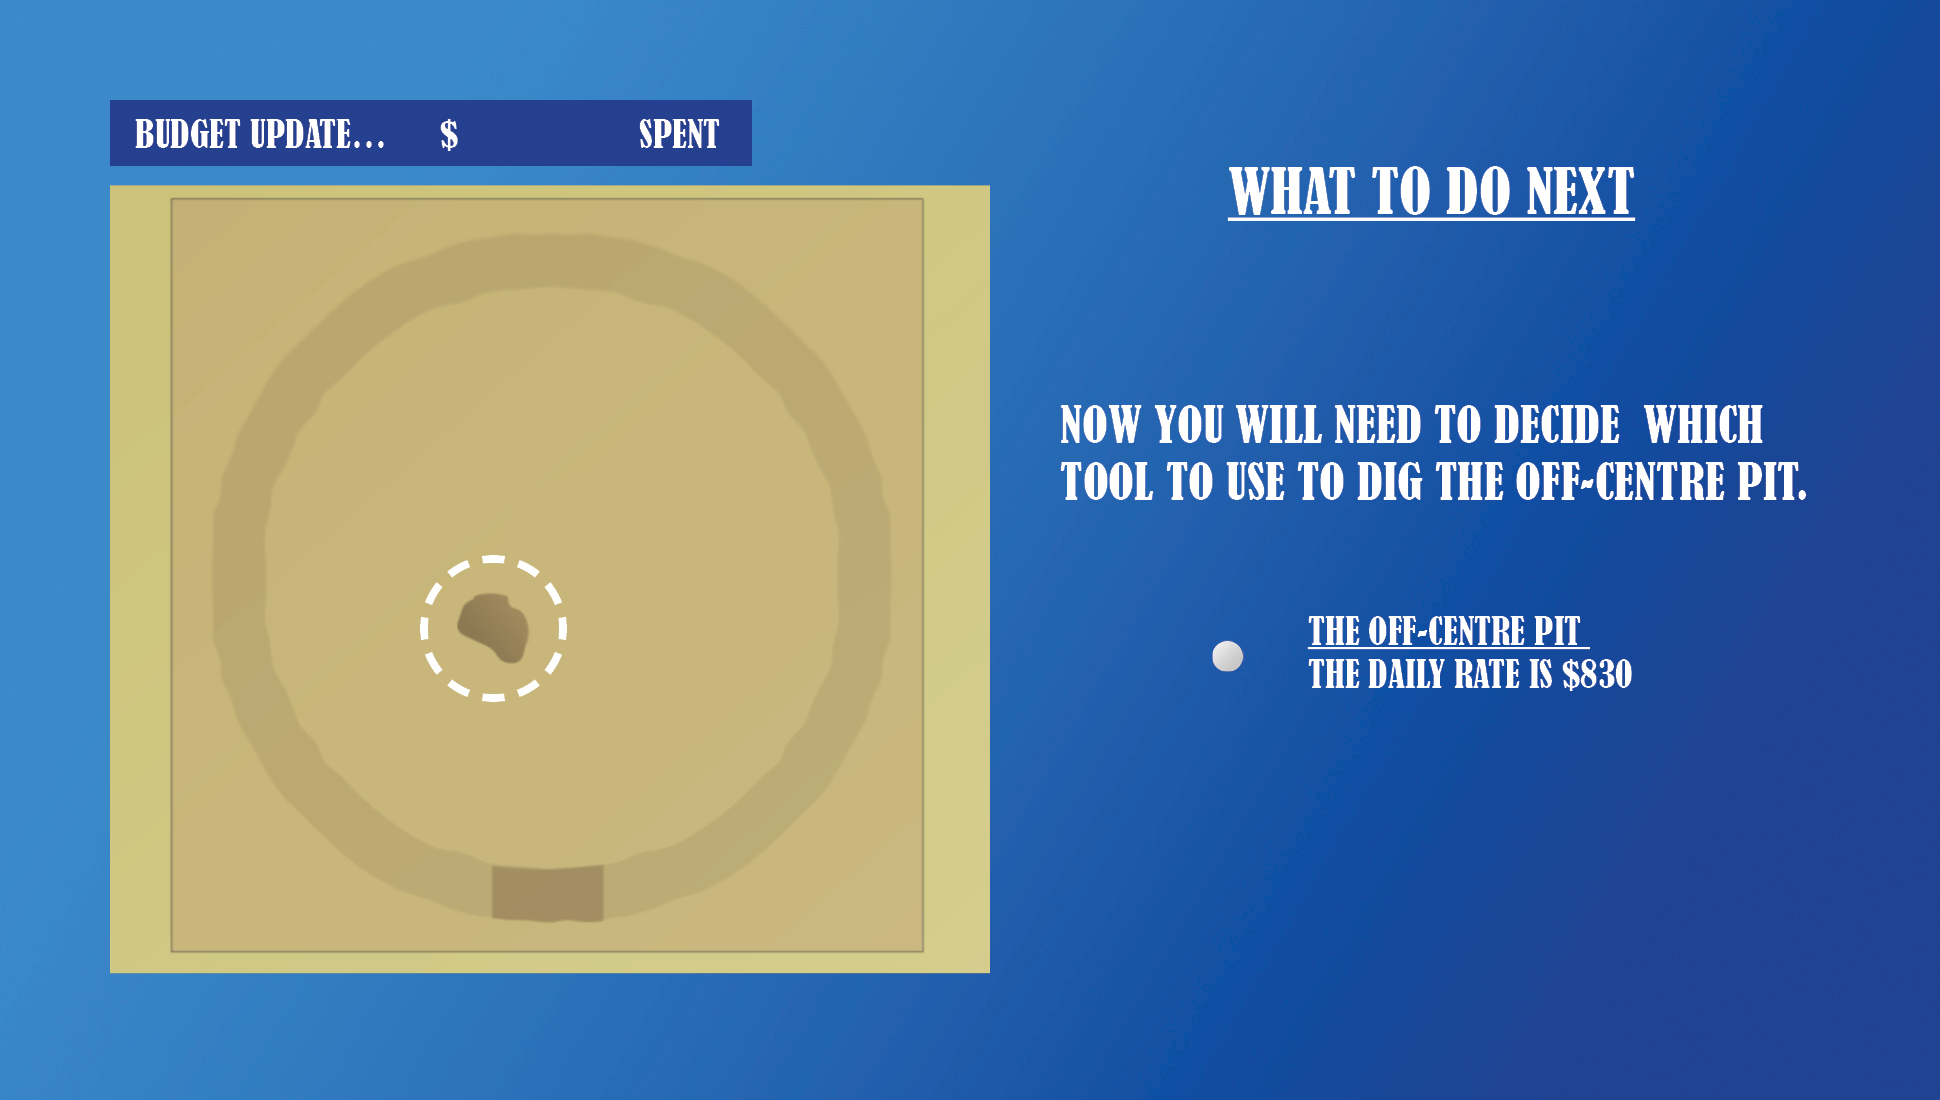 BUDGET UPDATE... $ SPENT
WHAT TO DO NEXT
NOW YOU WILL NEED TO DECIDE WHICH
TOOL TO USE TO DIG THE OFF-CENTRE PIT.
THE OFF-CENTRE PIT
THE DAILY RATE IS $830